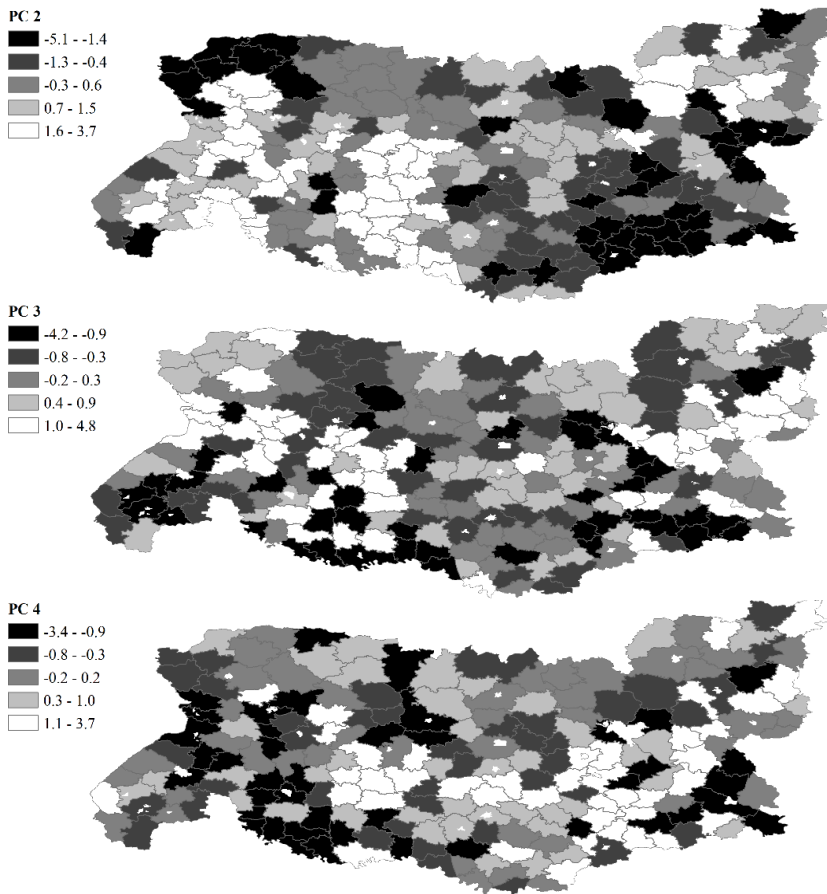 PC 2
-5.1 - -1.4
-1.3 - -0.4
-0.3 - 0.6
0.7 - 1.5
1.6 - 3.7
PC 3
-4.2 - -0.9
-0.8 - -0.3
-0.2 - 0.3
0.4 - 0.9
1.0 - 4.8
PC 4
-3.4 - -0.9
-0.8 - -0.3
-0.2 - 0.2
0.3 - 1.0
1.1 - 3.7